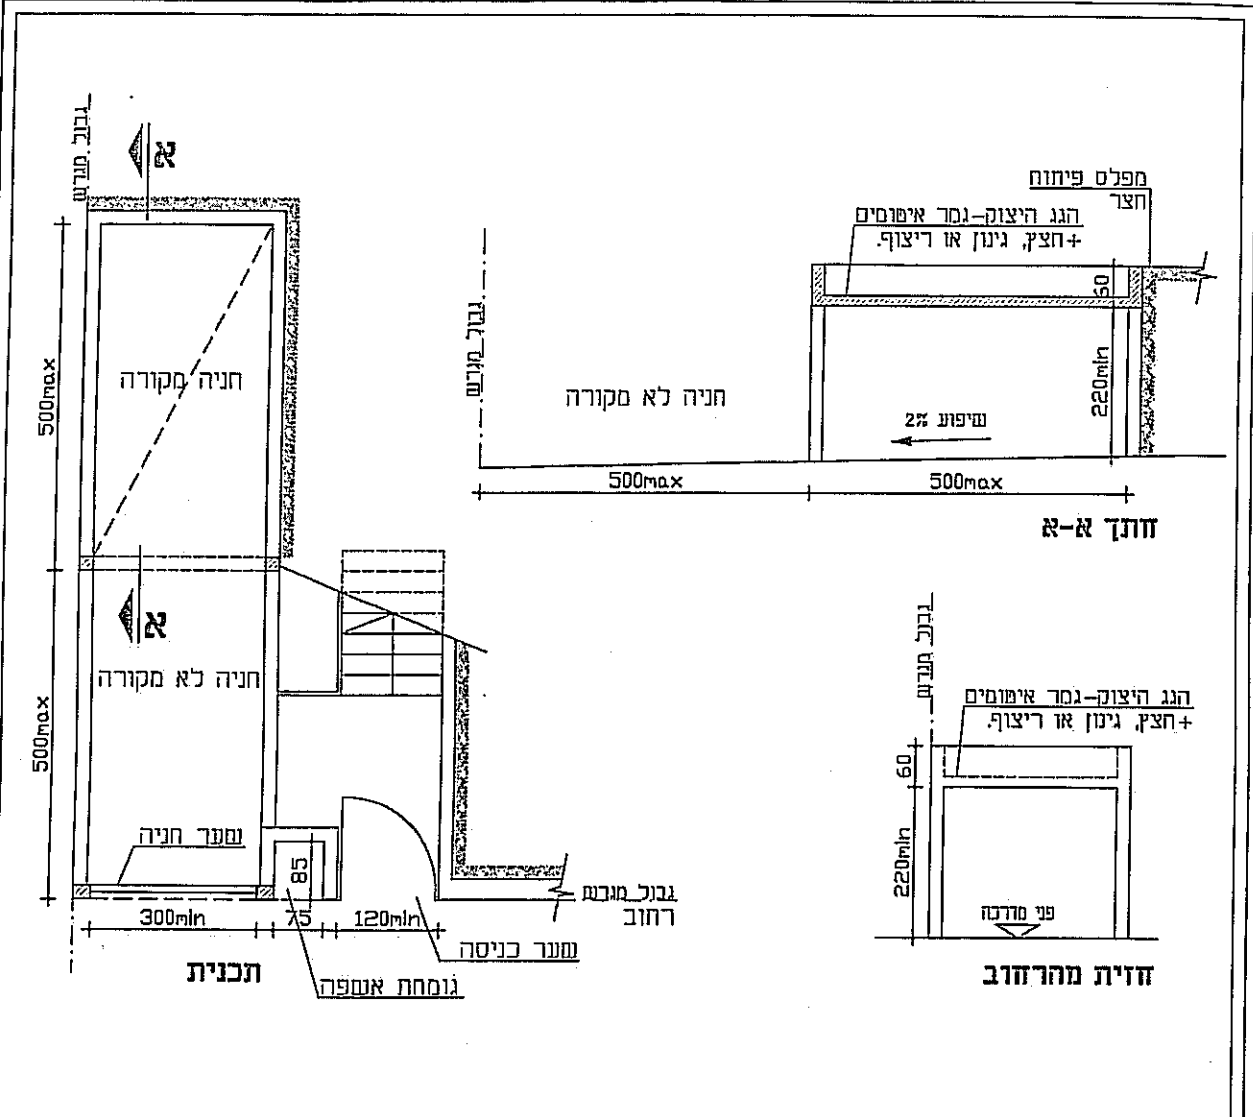 גבול מגרש
א
500max
חניה מקורה
א
500max
חניה לא מקורה
שער חניה
85
300min
75
120min
גבול מגרש
רחוב
שער כניסה
גומחת אשפה
תכנית
מפלס פיתוח
חצר
הגג היצוק-גמר איטומים
+חצץ, גינון או ריצוף.
60
גבול מגרש
220min
חניה לא מקורה
שיפוע 2%
500max
500max
חתך א-א
גבול מגרש
הגג היצוק-גמר איטומים
+חצץ, גינון או ריצוף.
60
220min
פני מדרכה
חזית מהרחוב